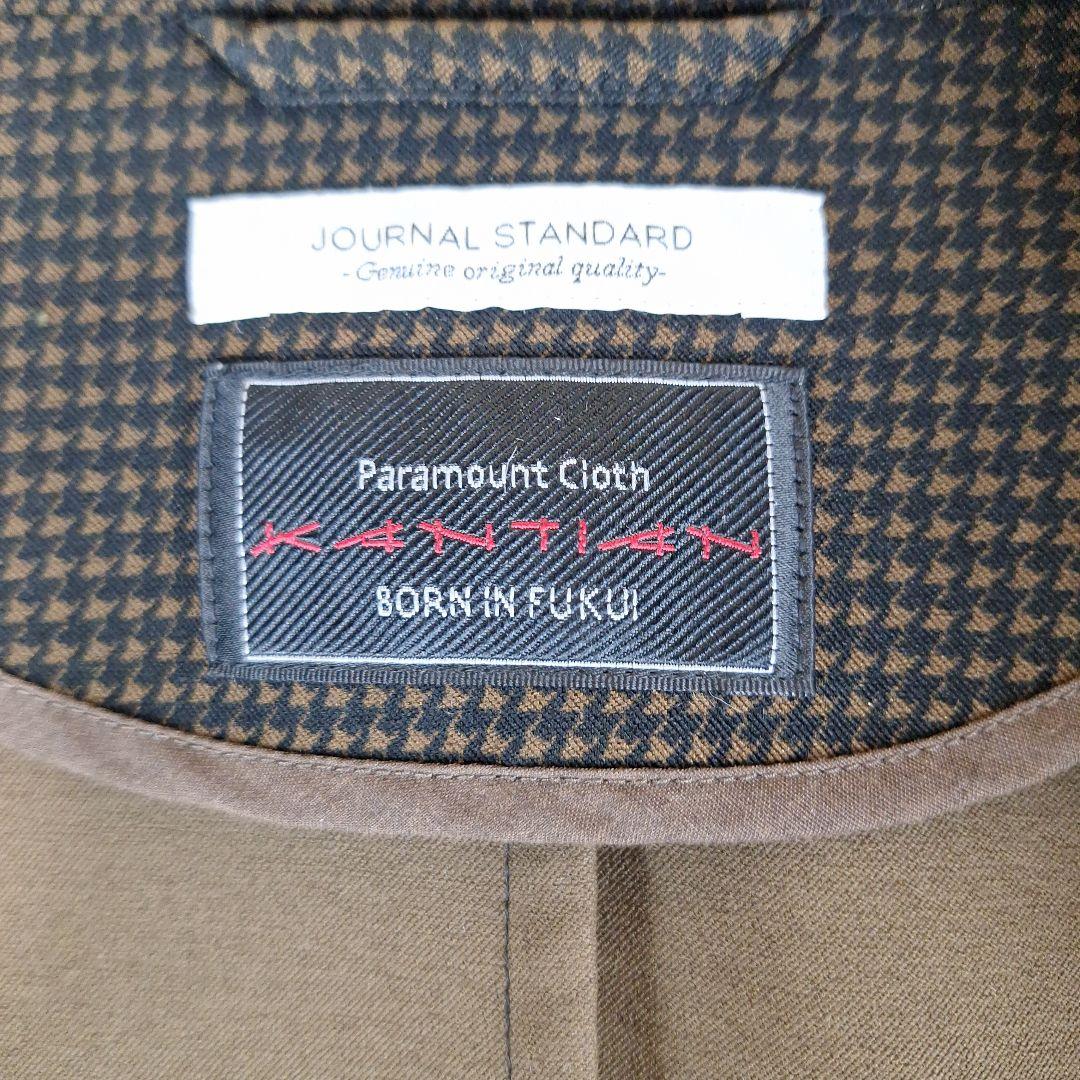 JOURNAL STANDARD
-Genuine original quality-
Paramount Cloth
KANTIAN
BORN IN FUKUI